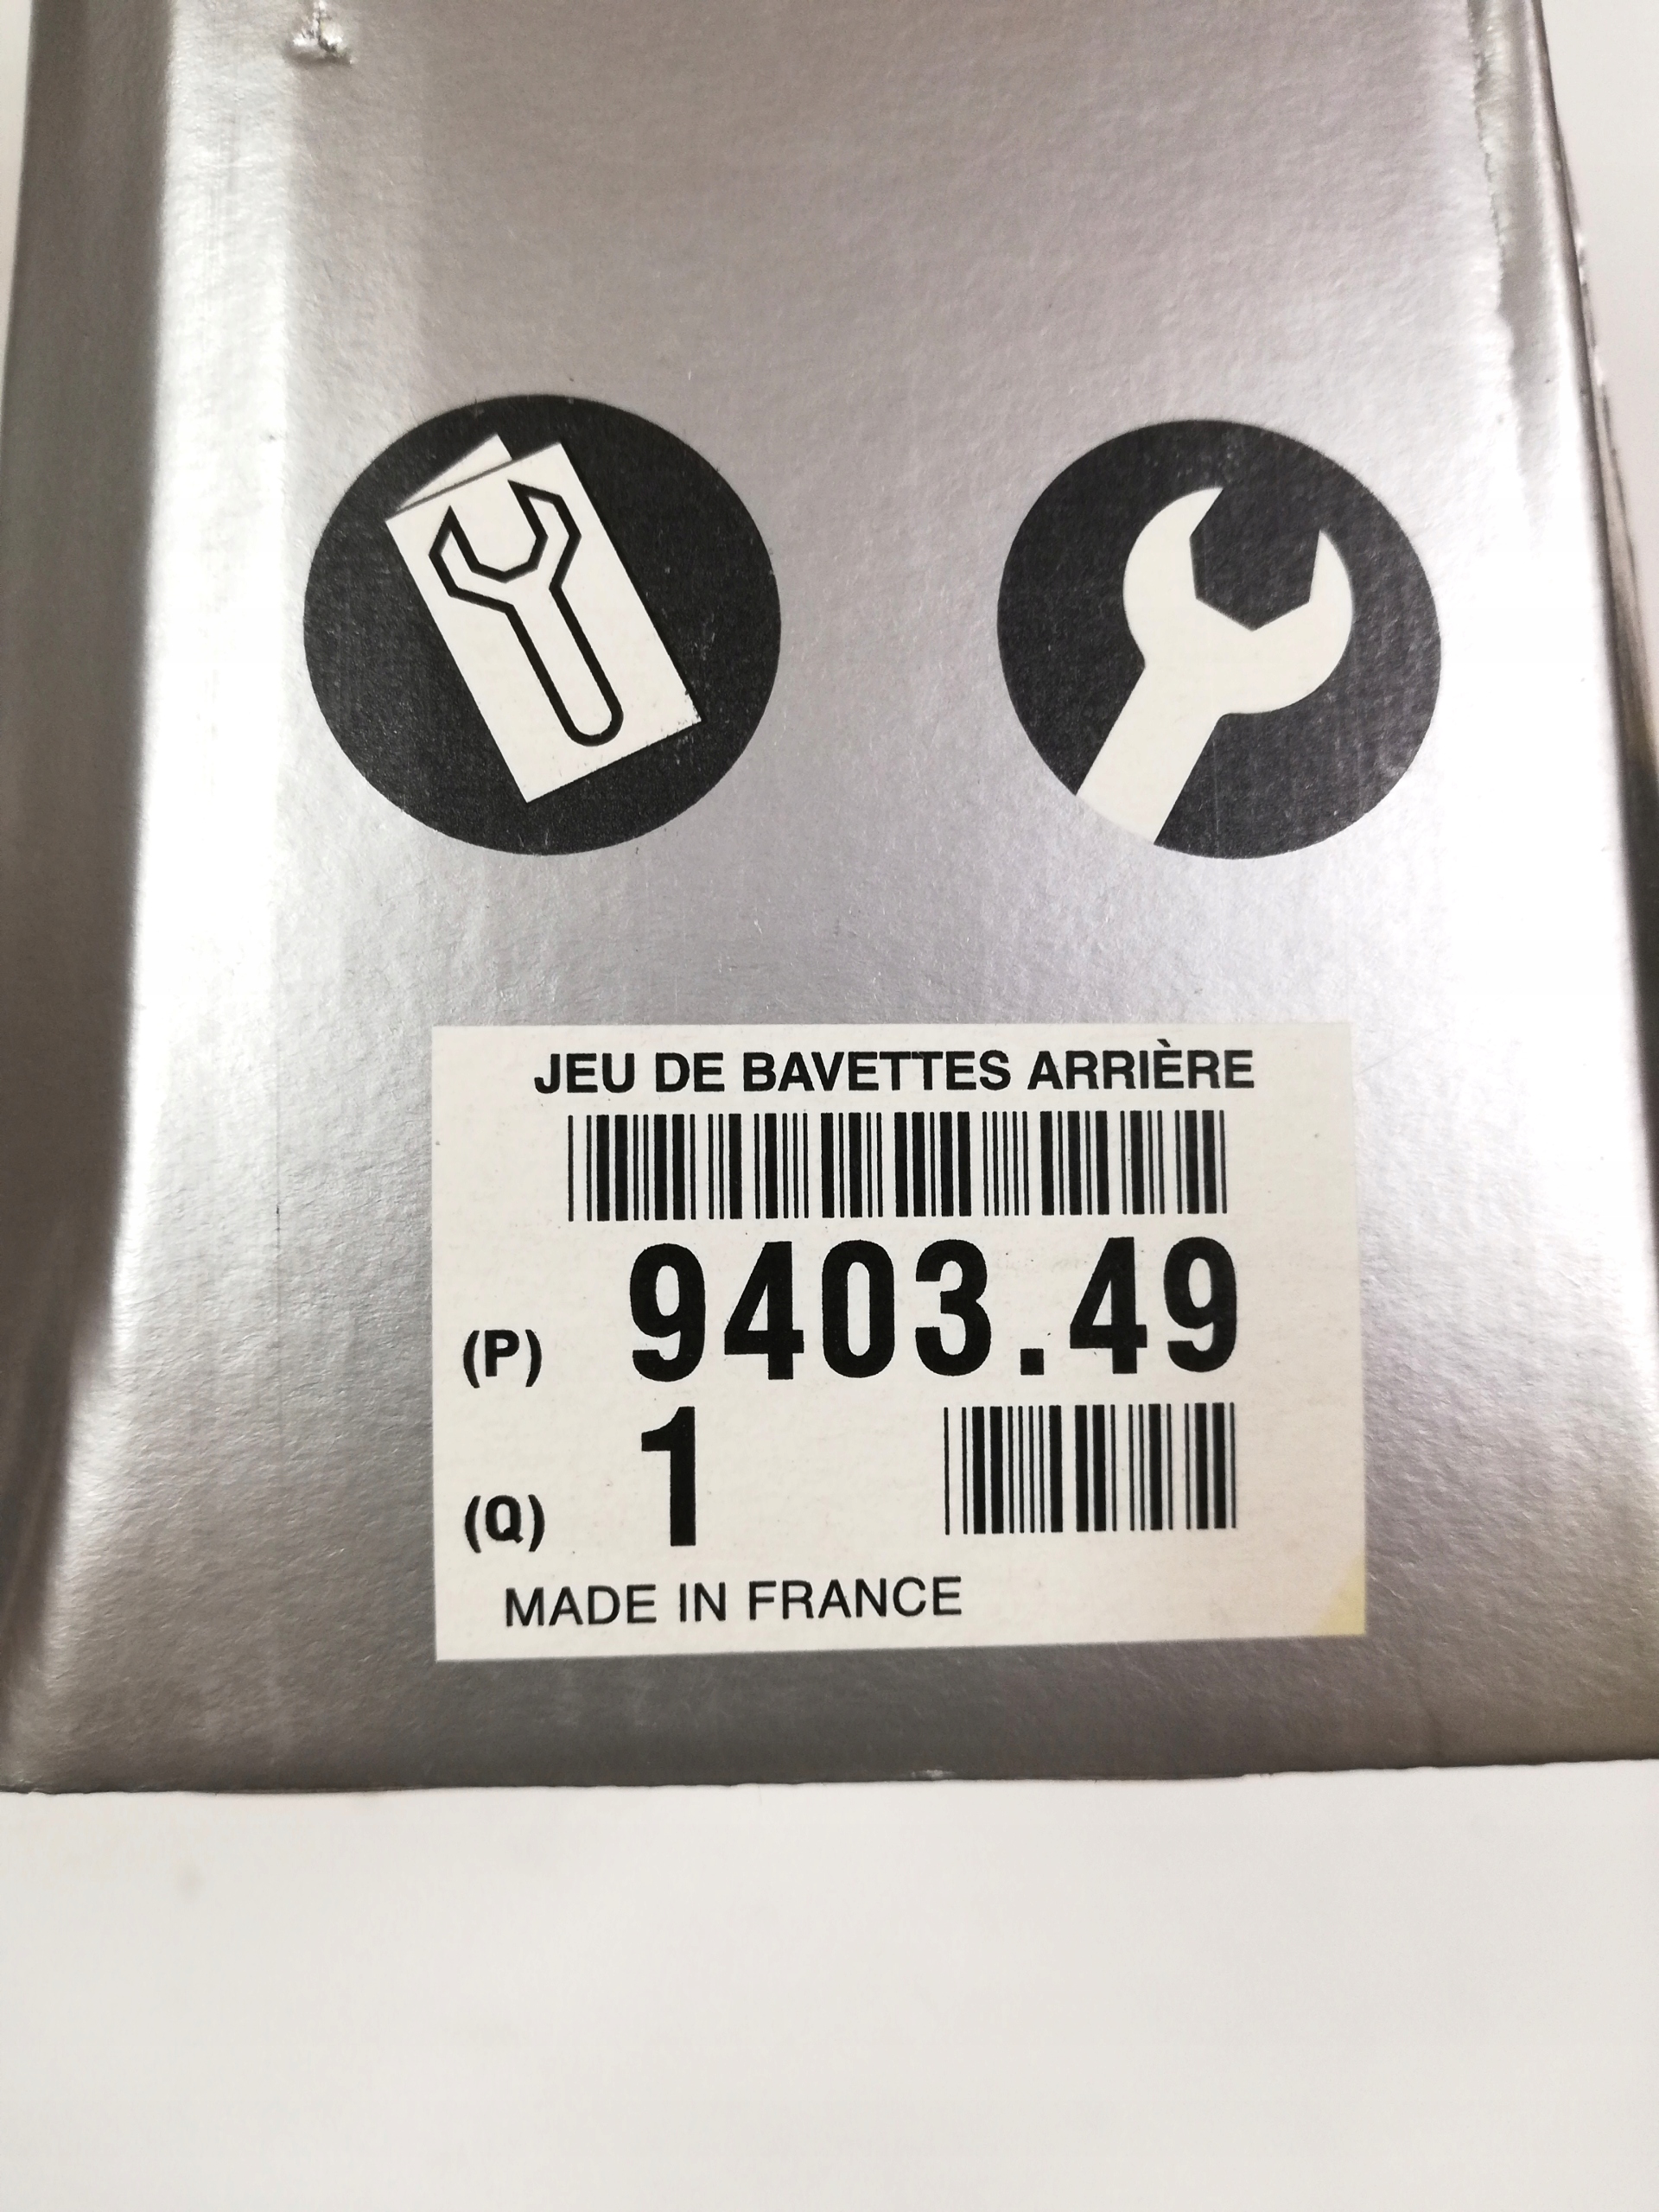 JEU DE BAVETTES ARRIÈRE
(P) 9403.49
(Q) 1
MADE IN FRANCE